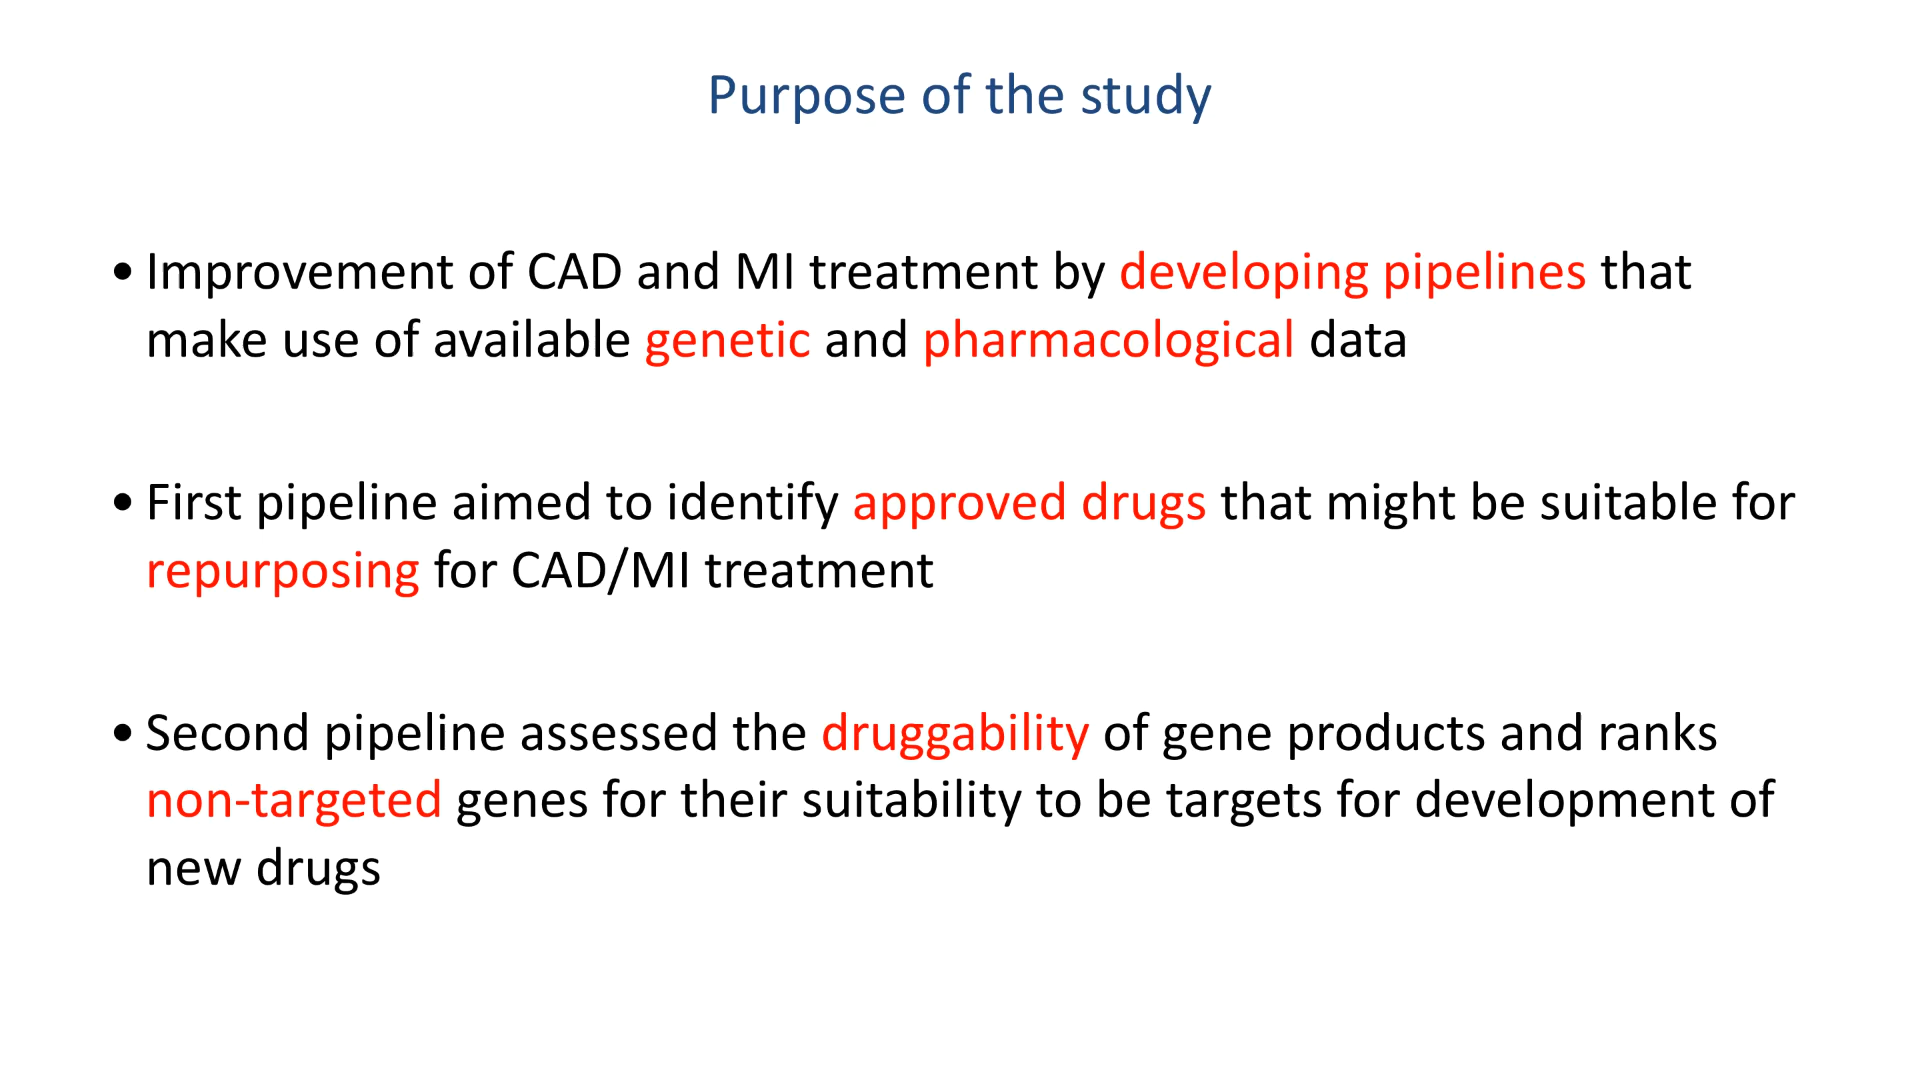 Purpose of the study
• Improvement of CAD and MI treatment by developing pipelines that
make use of available genetic and pharmacological data
• First pipeline aimed to identify approved drugs that might be suitable for
repurposing for CAD/MI treatment
• Second pipeline assessed the druggability of gene products and ranks
non-targeted genes for their suitability to be targets for development of
new drugs